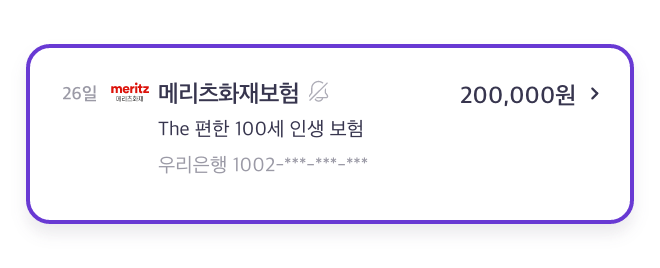 26일 meritz 메리츠화재 메리츠화재보험 200,000원
The 편한 100세 인생 보험
우리은행 1002-***-***-***